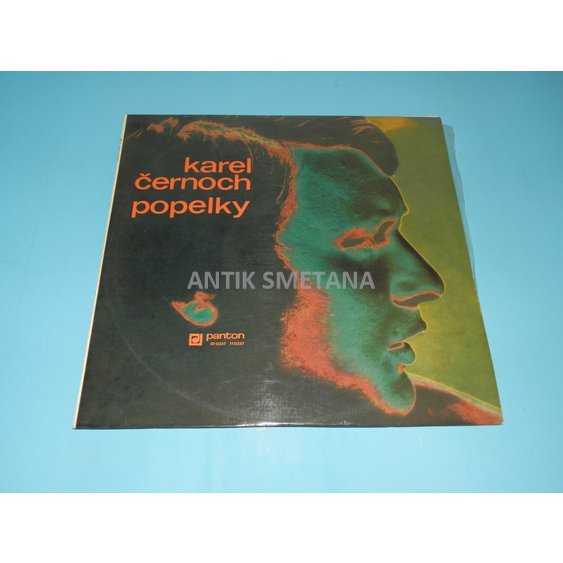 karel
černoch
popelky
ANTIK SMETANA
panton